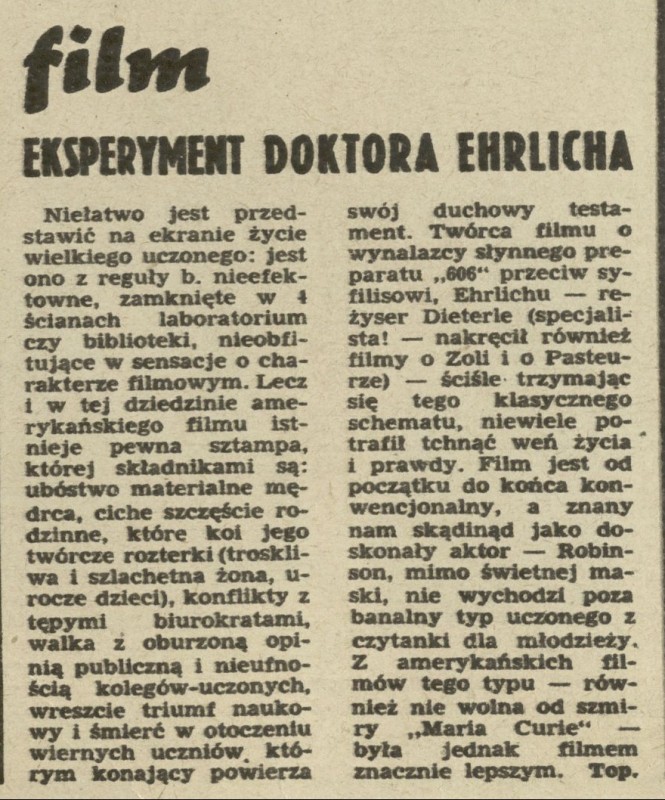 film
EKSPERYMENT DOKTORA EHRLICHA
Niełatwo jest przed-
stawić na ekranie życie
wielkiego uczonego: jest
ono z reguły b. nieefek-
towne, zamknięte w 4
ścianach laboratorium
czy biblioteki, nieobfi-
tujące w sensacje o cha-
rakterze filmowym. Lecz
i w tej dziedzinie ame-
rykańskiego filmu ist-
nieje pewna sztampa,
której składnikami są:
ubóstwo materialne mę-
drca, ciche szczęście ro-
dzinne, które koi jego
twórcze rozterki (troskli-
wa i szlachetna żona, u-
rocze dzieci), konflikty z
tępymi biurokratami,
walka z oburzoną opi-
nią publiczną i nieufno-
ścią kolegów-uczonych,
wreszcie triumf nauko-
wy i śmierć w otoczeniu
wiernych uczniów, któ-
rym konający powierza
swój duchowy testa-
ment. Twórca filmu o
wynalazcy słynnego pre-
paratu „606" przeciw sy-
filisowi, Ehrlichu — re-
żyser Dieterle (specjali-
sta! — nakręcił również
filmy o Zoli i o Pasteu-
rze) — ściśle trzymając
się tego klasycznego
schematu, niewiele po-
trafił tchnąć weń życia
i prawdy. Film jest od
początku do końca kon-
wencjonalny, a znany
nam skądinąd jako do-
skonały aktor — Robin-
son, mimo świetnej ma-
ski, nie wychodzi poza
banalny typ uczonego z
czytanki dla młodzieży.
Z amerykańskich fil-
mów tego typu — rów-
nież nie wolna od szmi-
ry „Maria Curie" —
była jednak filmem
znacznie lepszym. Top.